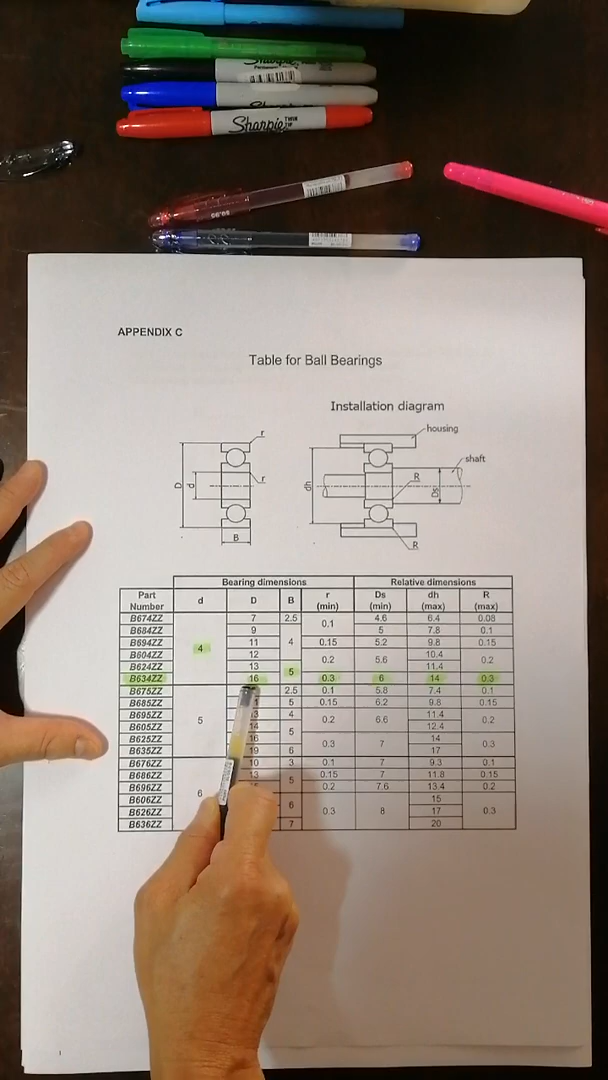 Sharpie
Sharpie
TWIN TIP
$6.95
APPENDIX C
Table for Ball Bearings
Installation diagram
r
housing
shaft
D
d
r
dh
R
Ds
B
R
Bearing dimensions Relative dimensions
Part Number d D B r (min) Ds (min) dh (max) R (max)
B674ZZ 4 7 2.5 0.1 4.6 6.4 0.08
B684ZZ 9 4 5 7.8 0.1
B694ZZ 11 0.15 5.2 9.8 0.15
B604ZZ 12 0.2 5.6 10.4 0.2
B624ZZ 13 5 11.4
B634ZZ 16 0.3 6 14 0.3
B675ZZ 5 2.5 0.1 5.8 7.4 0.1
B685ZZ 5 0.15 6.2 9.8 0.15
B695ZZ 4 0.2 6.6 11.4 0.2
B605ZZ 14 5 12.4
B625ZZ 16 0.3 7 14 0.3
B635ZZ 19 6 17
B676ZZ 6 10 3 0.1 7 9.3 0.1
B686ZZ 13 5 0.15 7 11.8 0.15
B696ZZ 0.2 7.6 13.4 0.2
B606ZZ 6 0.3 8 15 0.3
B626ZZ 17
B636ZZ 7 20